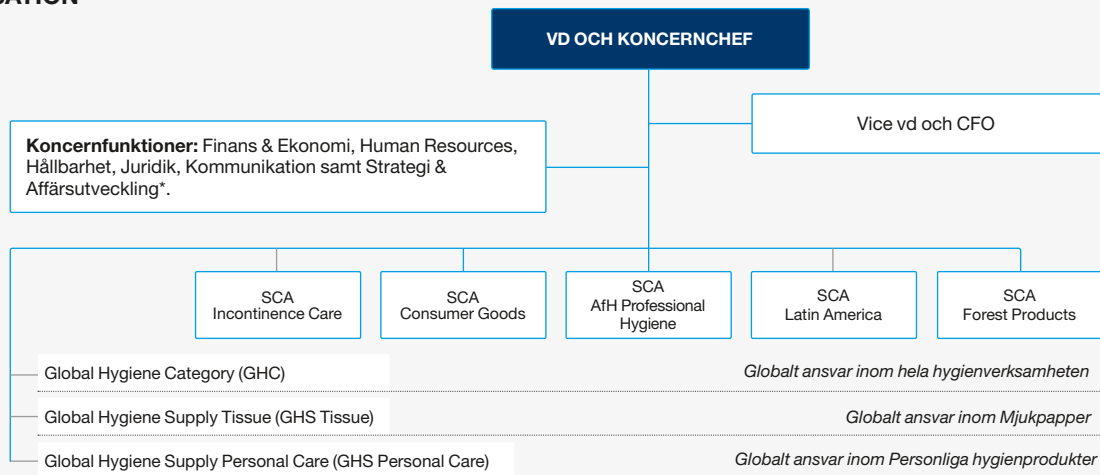 VD OCH KONCERNCHEF
Vice vd och CFO
Koncernfunktioner: Finans & Ekonomi, Human Resources,
Hållbarhet, Juridik, Kommunikation samt Strategi &
Affärsutveckling*.
SCA
Incontinence Care
SCA
Consumer Goods
SCA
AfH Professional
Hygiene
SCA
Latin America
SCA
Forest Products
Global Hygiene Category (GHC)
Globalt ansvar inom hela hygienverksamheten
Global Hygiene Supply Tissue (GHS Tissue)
Globalt ansvar inom Mjukpapper
Global Hygiene Supply Personal Care (GHS Personal Care)
Globalt ansvar inom Personliga hygienprodukter